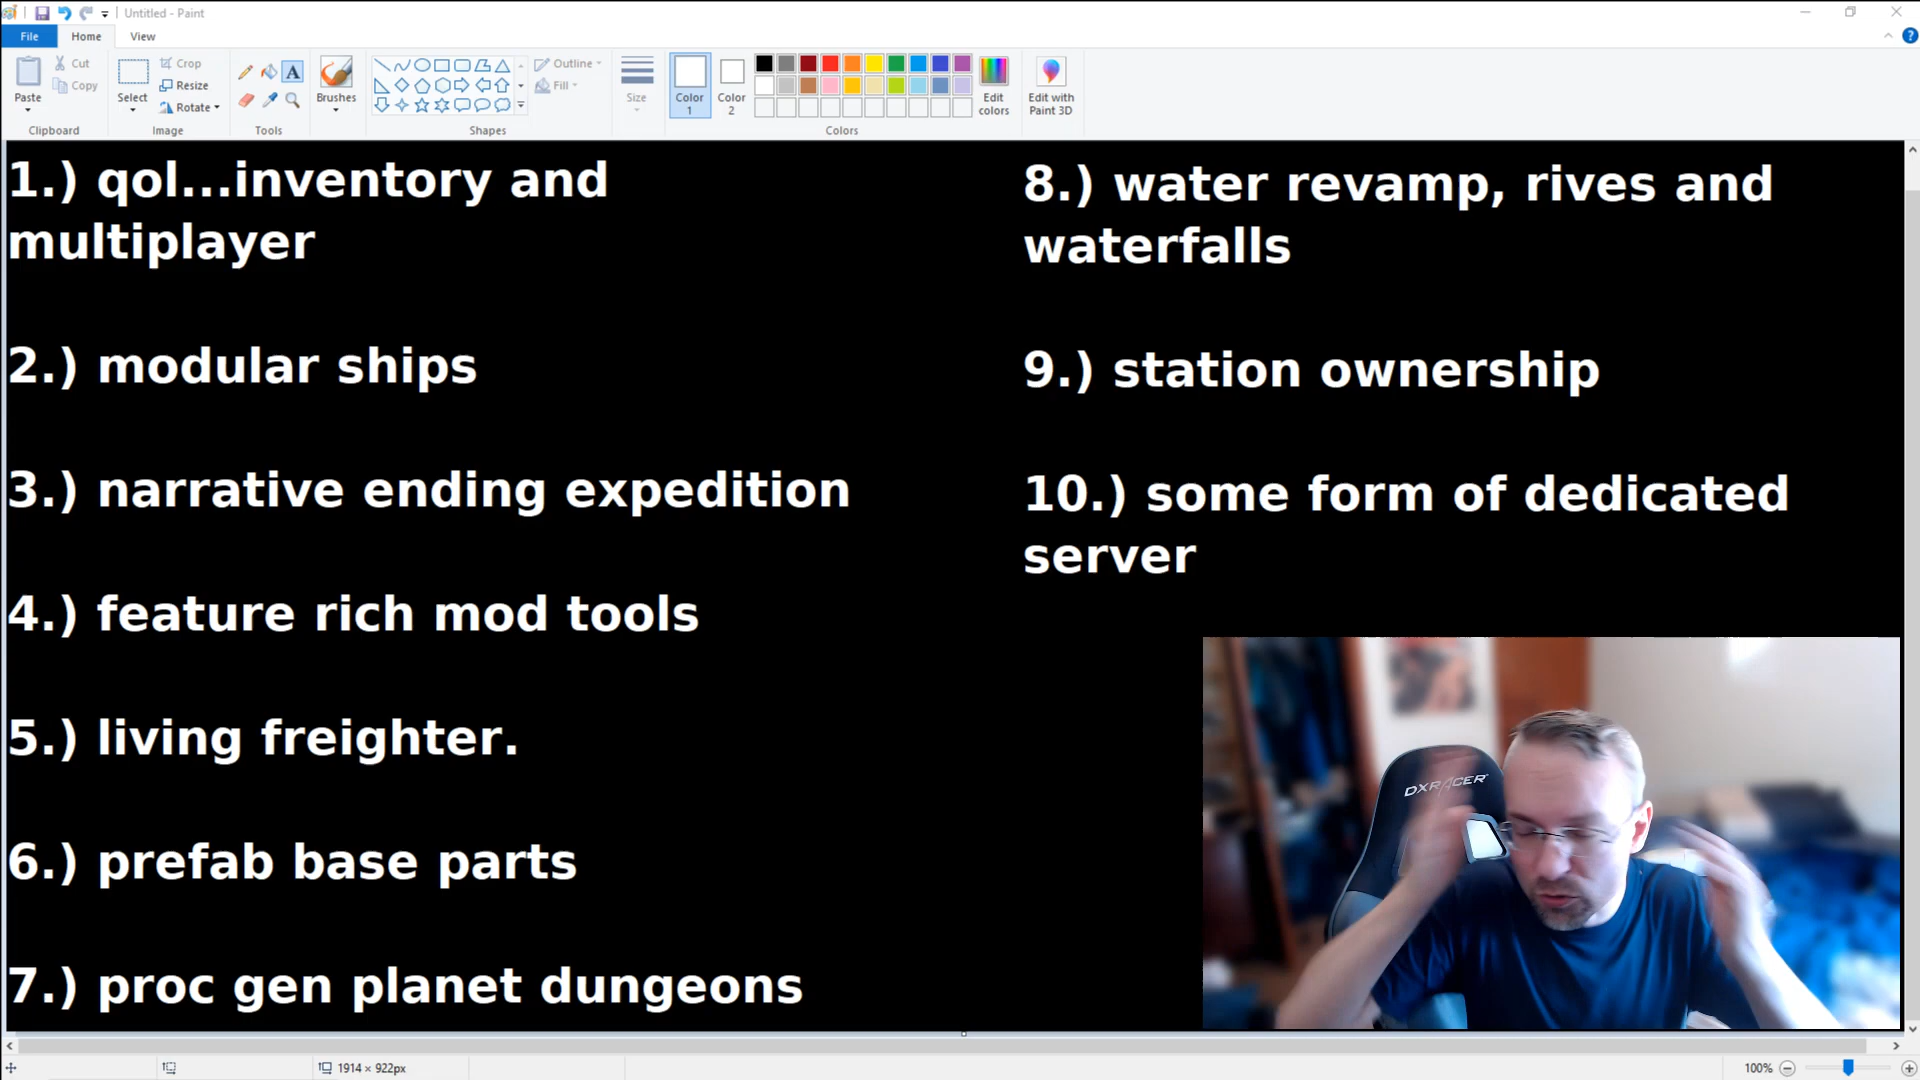 Untitled - Paint
File
Home
View
Paste
Cut
Copy
Clipboard
Select
Crop
Resize
Rotate
Image
A
Tools
Brushes
Outline
Fill
Shapes
Size
Color 1
Color 2
Edit colors
Colors
Edit with Paint 3D
?
1.) qol...inventory and
multiplayer
2.) modular ships
3.) narrative ending expedition
4.) feature rich mod tools
5.) living freighter.
6.) prefab base parts
7.) proc gen planet dungeons
8.) water revamp, rives and
waterfalls
9.) station ownership
10.) some form of dedicated
server
DXRACER
1914 × 922px
100%